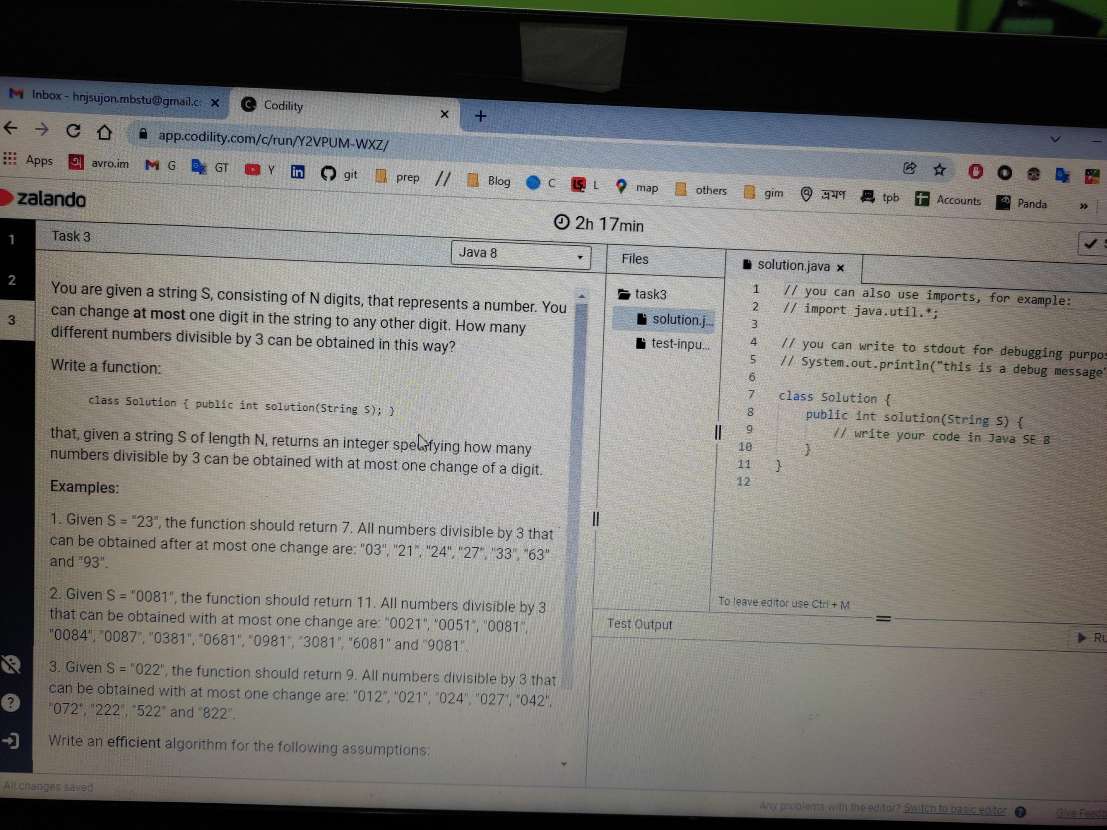 Inbox - hnjsujon.mbstu@gmail.c
Codility
app.codility.com/c/run/Y2VPUM-WXZ/
Apps avro.im G GT Y git prep // Blog C L map others gim ভ্রমণ tpb Accounts Panda »
zalando
2h 17min
1
2
3
Task 3
Java 8
You are given a string S, consisting of N digits, that represents a number. You
can change at most one digit in the string to any other digit. How many
different numbers divisible by 3 can be obtained in this way?
Write a function:
class Solution { public int solution(String S); }
that, given a string S of length N, returns an integer specifying how many
numbers divisible by 3 can be obtained with at most one change of a digit.
Examples:
1. Given S = "23", the function should return 7. All numbers divisible by 3 that
can be obtained after at most one change are: "03", "21", "24", "27", "33", "63"
and "93".
2. Given S = "0081", the function should return 11. All numbers divisible by 3
that can be obtained with at most one change are: "0021", "0051", "0081",
"0084", "0087", "0381", "0681", "0981", "3081", "6081" and "9081".
3. Given S = "022", the function should return 9. All numbers divisible by 3 that
can be obtained with at most one change are: "012", "021", "024", "027", "042",
"072", "222", "522" and "822".
Write an efficient algorithm for the following assumptions:
All changes saved
Files
task3
solution.j...
test-inpu...
solution.java x
1 // you can also use imports, for example:
2 // import java.util.*;
3
4 // you can write to stdout for debugging purpos
5 // System.out.println("this is a debug message"
6
7 class Solution {
8 public int solution(String S) {
9 // write your code in Java SE 8
10 }
11 }
12
To leave editor use Ctrl + M
Test Output
Ru
Any problems with the editor? Switch to basic editor
Give Feedb